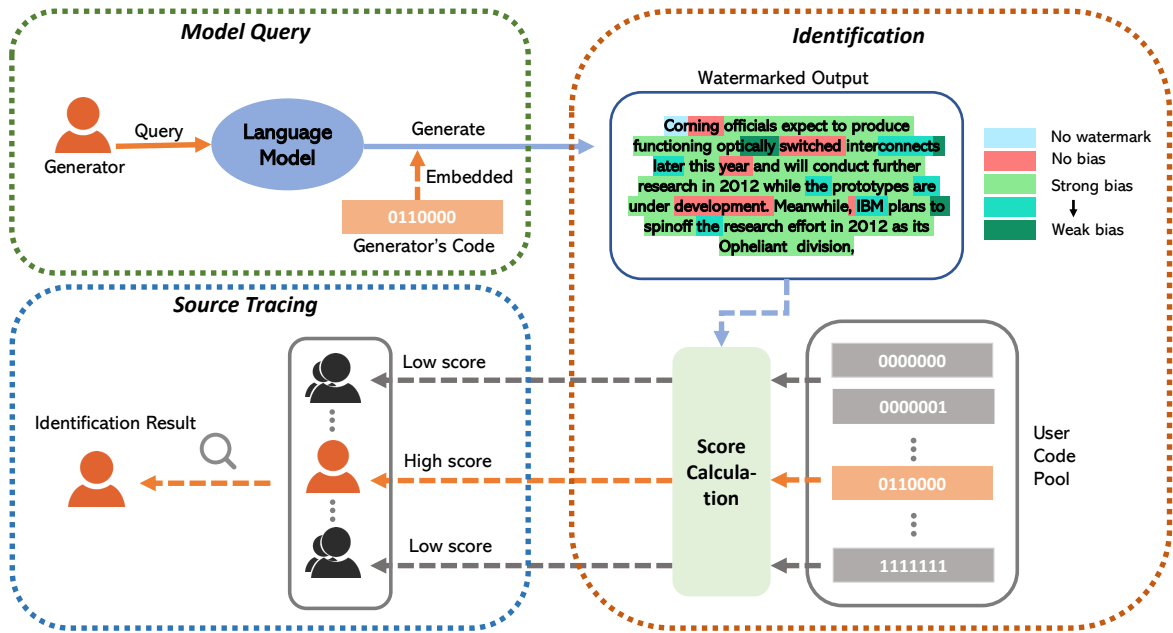 Model Query
Query
Language
Model
Generate
Generator
Embedded
0110000
Generator's Code
Identification
Watermarked Output
Corning officials expect to produce
functioning optically switched interconnects
later this year and will conduct further
research in 2012 while the prototypes are
under development. Meanwhile, IBM plans to
spinoff the research effort in 2012 as its
Opheliant division,
No watermark
No bias
Strong bias
Weak bias
Source Tracing
Low score
Identification Result
High score
Low score
Score
Calcula-
tion
0000000
0000001
0110000
1111111
User
Code
Pool